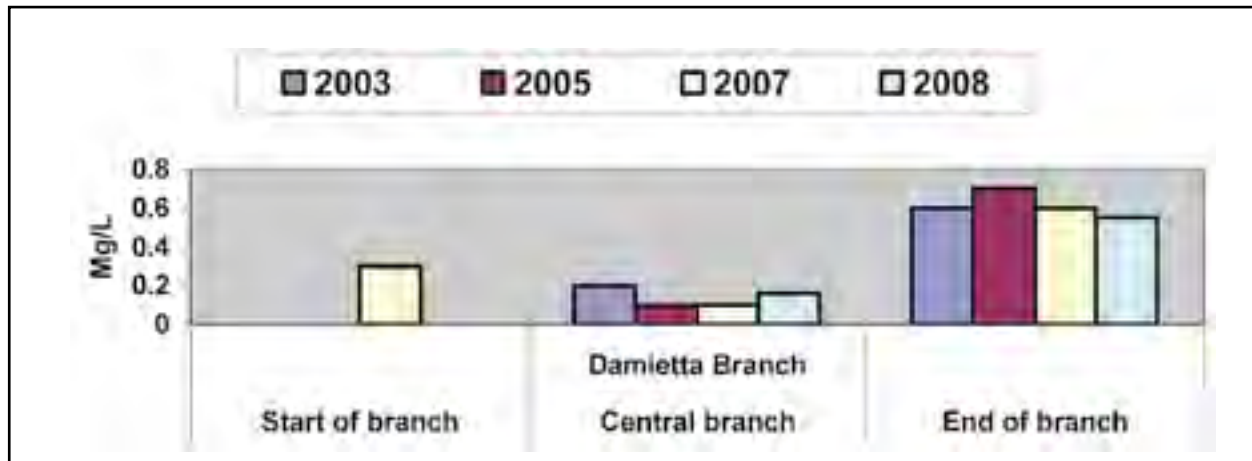 2003 2005 2007 2008
0.8
0.6
0.4
0.2
0
Mg/L
Damietta Branch
Start of branch Central branch End of branch